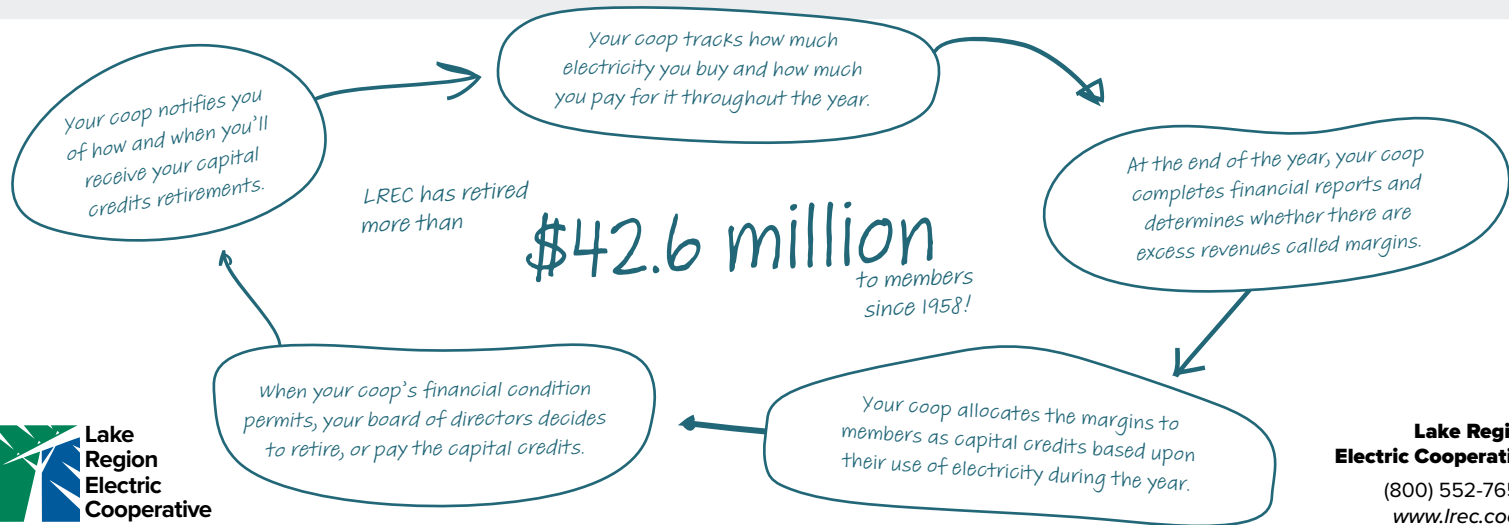 Your coop tracks how much
electricity you buy and how much
you pay for it throughout the year.
At the end of the year, your coop
completes financial reports and
determines whether there are
excess revenues called margins.
Your coop allocates the margins to
members as capital credits based upon
their use of electricity during the year.
When your coop's financial condition
permits, your board of directors decides
to retire, or pay the capital credits.
Your coop notifies you
of how and when you'll
receive your capital
credits retirements.
LREC has retired
more than
$42.6 million
to members
since 1958!
Lake
Region
Electric
Cooperative
Lake
Electric
(800)